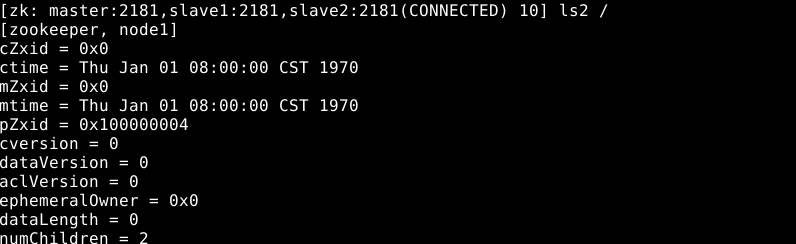 [zk: master:2181,slave1:2181,slave2:2181(CONNECTED) 10] ls2 /
[zookeeper, node1]
cZxid = 0x0
ctime = Thu Jan 01 08:00:00 CST 1970
mZxid = 0x0
mtime = Thu Jan 01 08:00:00 CST 1970
pZxid = 0x100000004
cversion = 0
dataVersion = 0
aclVersion = 0
ephemeralOwner = 0x0
dataLength = 0
numChildren = 2